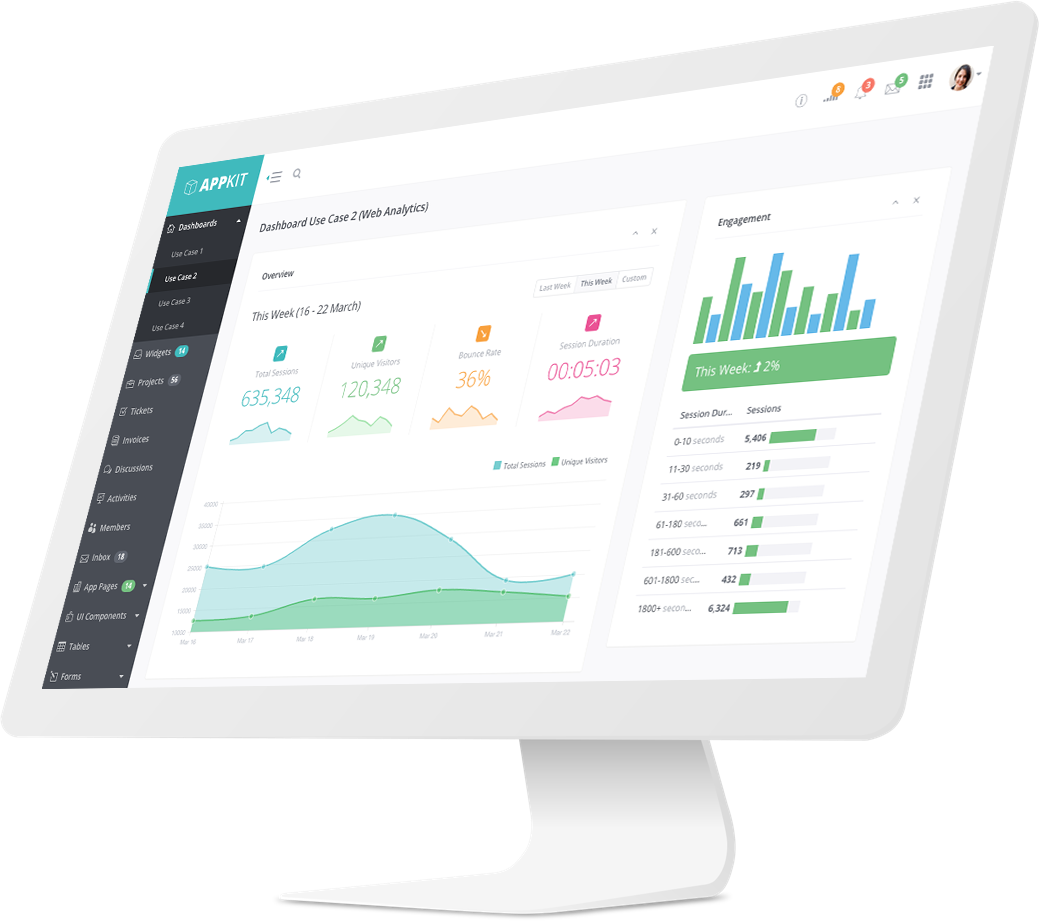 8
3
5
APPKIT
Dashboards
Use Case 1
Use Case 2
Use Case 3
Use Case 4
Widgets 14
Projects 56
Tickets
Invoices
Discussions
Activities
Members
Inbox 18
App Pages 14
UI Components
Tables
Forms
Dashboard Use Case 2 (Web Analytics)
Overview
Last Week This Week Custom
This Week (16 - 22 March)
Total Sessions
635,348
Unique Visitors
120,348
Bounce Rate
36%
Session Duration
00:05:03
Total Sessions Unique Visitors
40000
35000
30000
25000
20000
15000
10000
Mar 16 Mar 17 Mar 18 Mar 19 Mar 20 Mar 21 Mar 22
Engagement
This Week: 2%
Session Dur... Sessions
0-10 seconds 5,406
11-30 seconds 219
31-60 seconds 297
61-180 seco... 661
181-600 seco... 713
601-1800 sec... 432
1800+ secon... 6,324